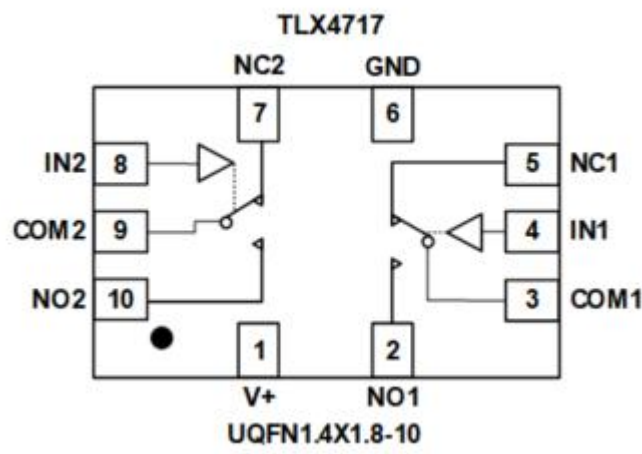 TLX4717
NC2 GND
7 6
IN2 8 5 NC1
COM2 9 4 IN1
NO2 10 3 COM1
1 2
V+ NO1
UQFN1.4X1.8-10